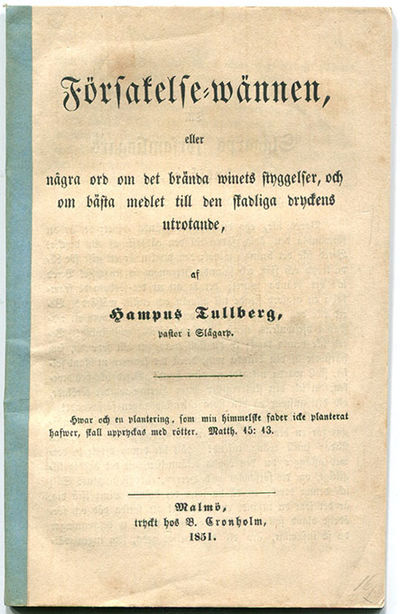 Försakelse-wännen,
eller
några ord om det brända winets styggelser, och
om bästa medlet till den skadliga dryckens
utrotande,
af
Hampus Tullberg,
pastor i Slågarp.
Hwar och en plantering, som min himmelske fader icke planterat
hafwer, skall uppryckas med rötter. Matth. 15: 13.
Malmö,
tryckt hos B. Cronholm,
1851.